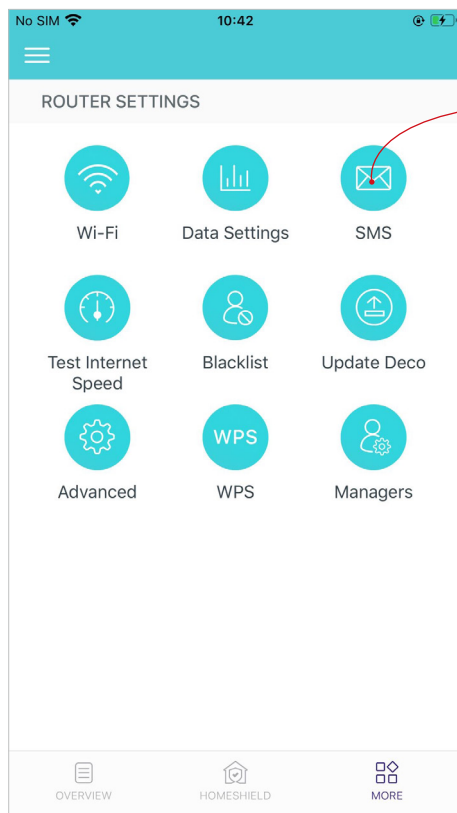 No SIM 10:42
ROUTER SETTINGS
Wi-Fi Data Settings SMS
Test Internet Speed Blacklist Update Deco
WPS
Advanced WPS Managers
OVERVIEW HOMESHIELD MORE